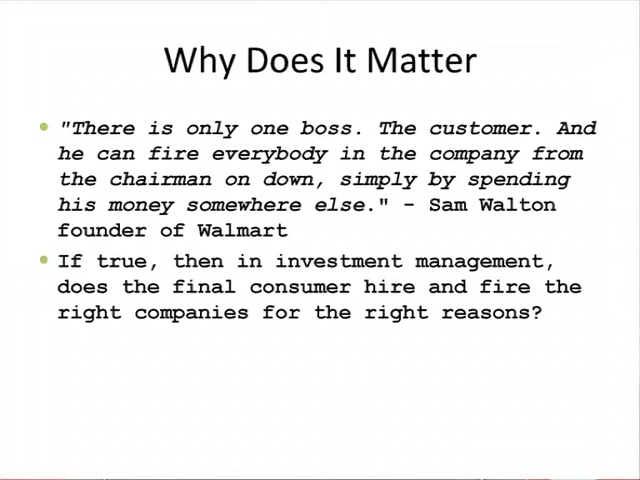 Why Does It Matter
• "There is only one boss. The customer. And
he can fire everybody in the company from
the chairman on down, simply by spending
his money somewhere else." - Sam Walton
founder of Walmart
• If true, then in investment management,
does the final consumer hire and fire the
right companies for the right reasons?